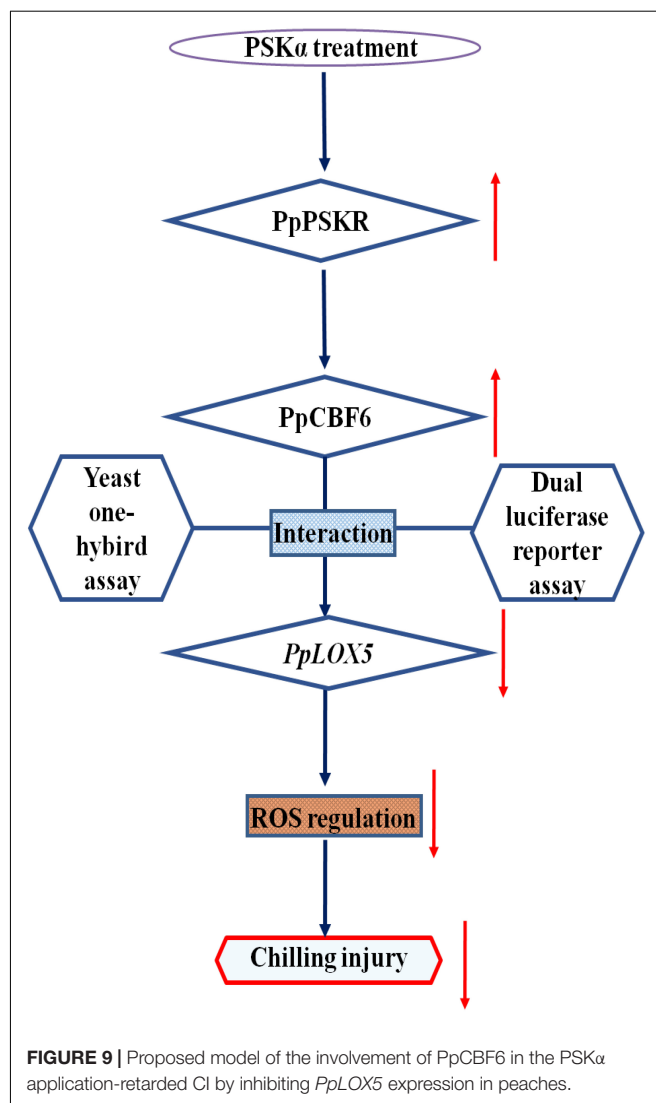 PSKα treatment
PpPSKR
PpCBF6
Yeast
one-
hybird
assay
Interaction
Dual
luciferase
reporter
assay
PpLOX5
ROS regulation
Chilling injury
FIGURE 9 | Proposed model of the involvement of PpCBF6 in the PSKα
application-retarded CI by inhibiting PpLOX5 expression in peaches.